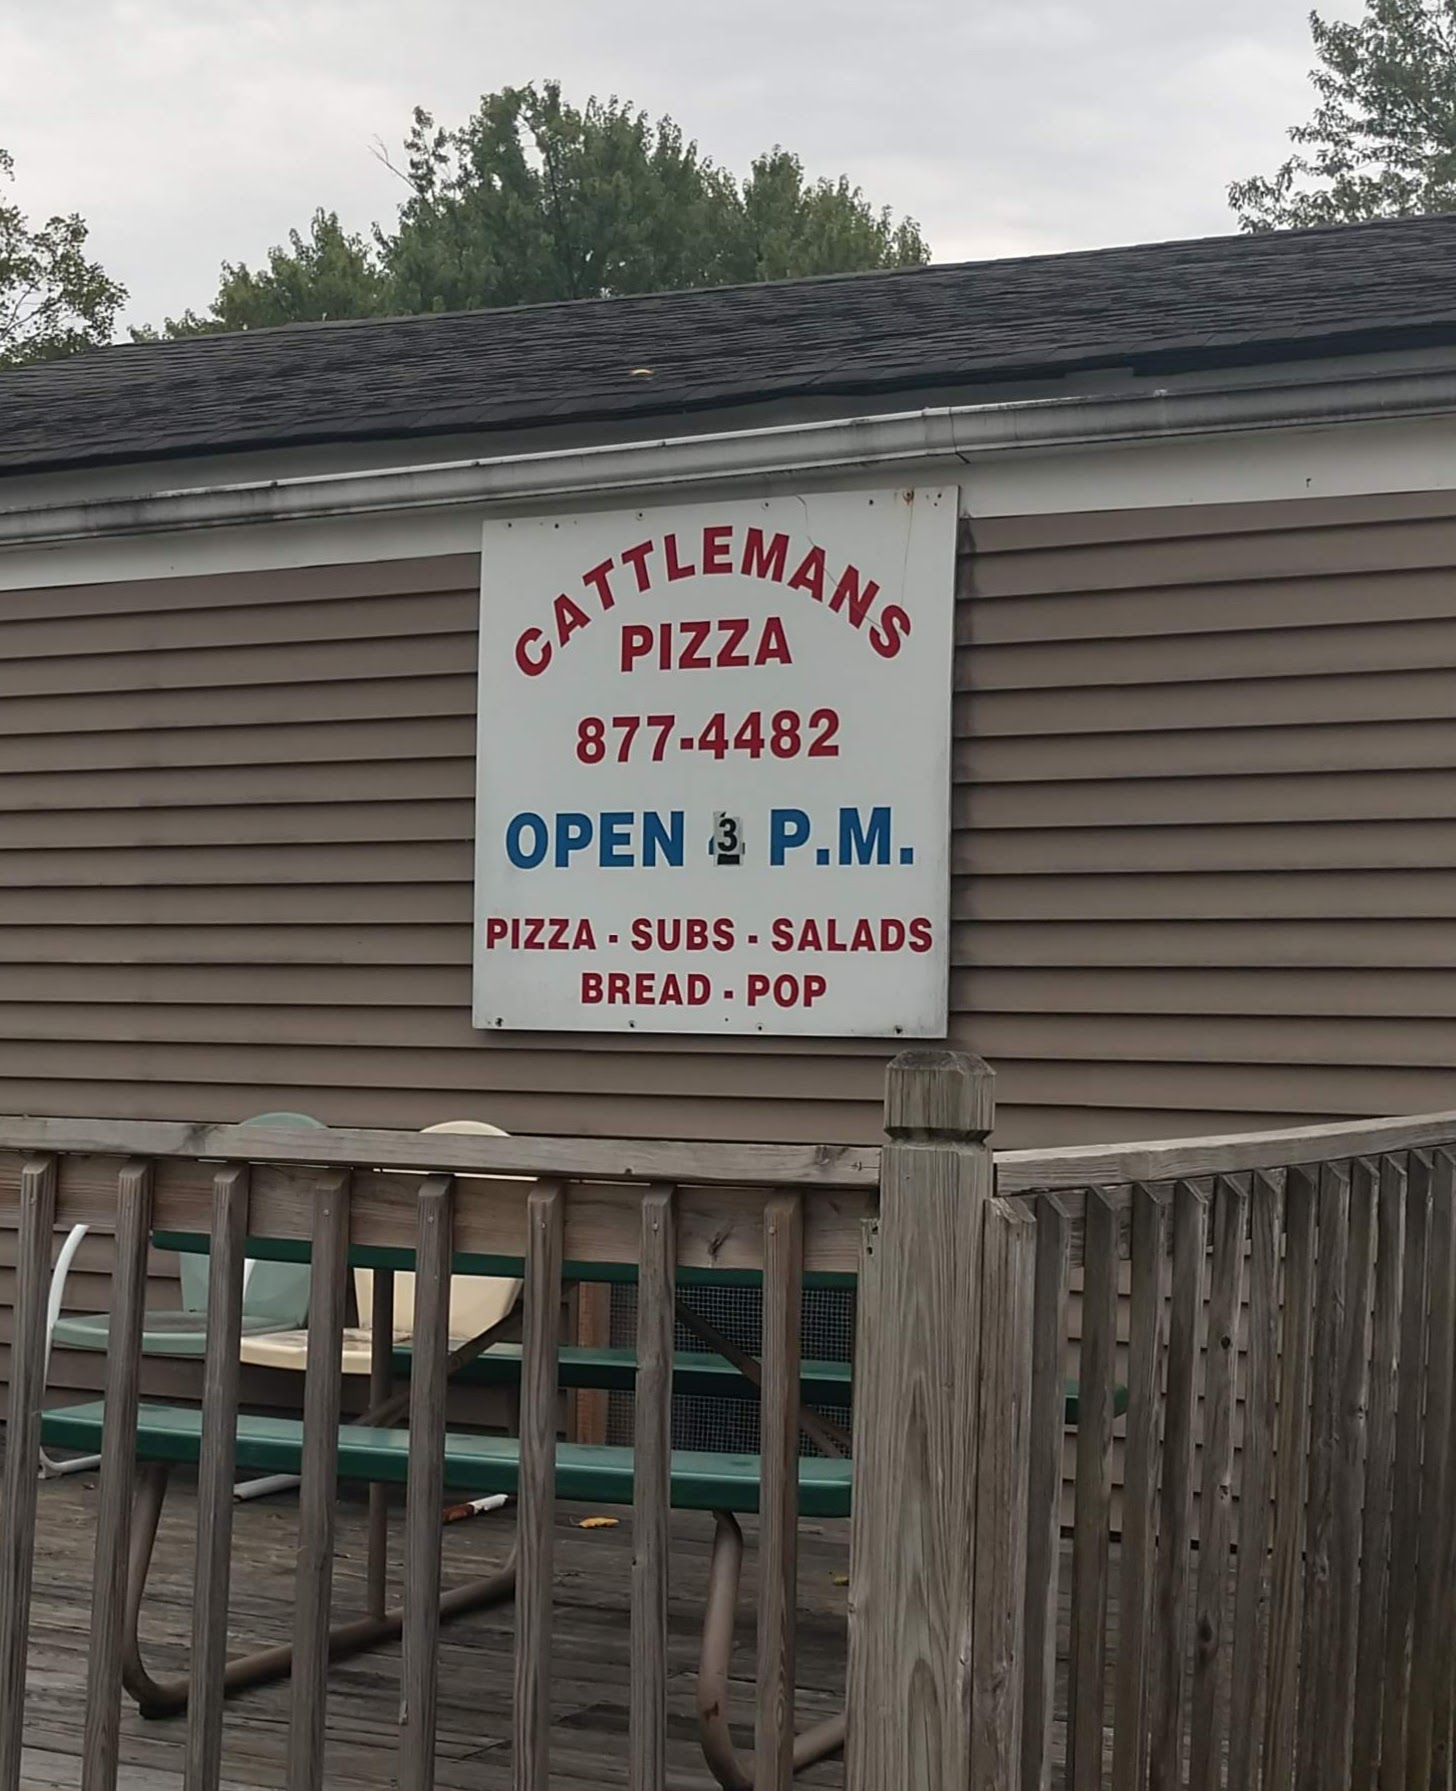 CATTLEMANS
PIZZA
877-4482
OPEN 3 P.M.
PIZZA - SUBS - SALADS
BREAD - POP